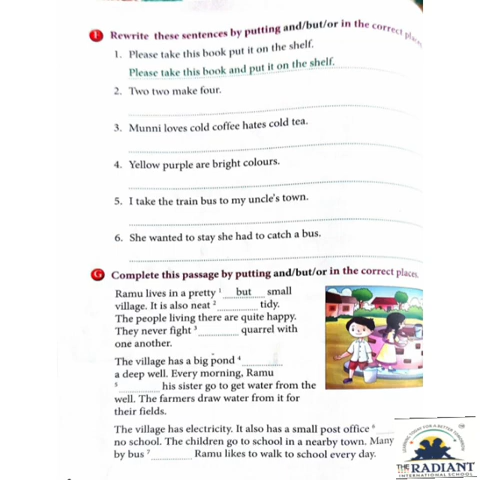 F Rewrite these sentences by putting and/but/or in the correct places.
1. Please take this book put it on the shelf.
Please take this book and put it on the shelf.
2. Two two make four.
3. Munni loves cold coffee hates cold tea.
4. Yellow purple are bright colours.
5. I take the train bus to my uncle's town.
6. She wanted to stay she had to catch a bus.
G Complete this passage by putting and/but/or in the correct places.
Ramu lives in a pretty ¹ but small
village. It is also neat ² ________ tidy.
The people living there are quite happy.
They never fight ³ ________ quarrel with
one another.
The village has a big pond ⁴ ________
a deep well. Every morning, Ramu
⁵ ________ his sister go to get water from the
well. The farmers draw water from it for
their fields.
The village has electricity. It also has a small post office ⁶ ____
no school. The children go to school in a nearby town. Many
by bus ⁷ ________ Ramu likes to walk to school every day.
THE RADIANT
INTERNATIONAL SCHOOL